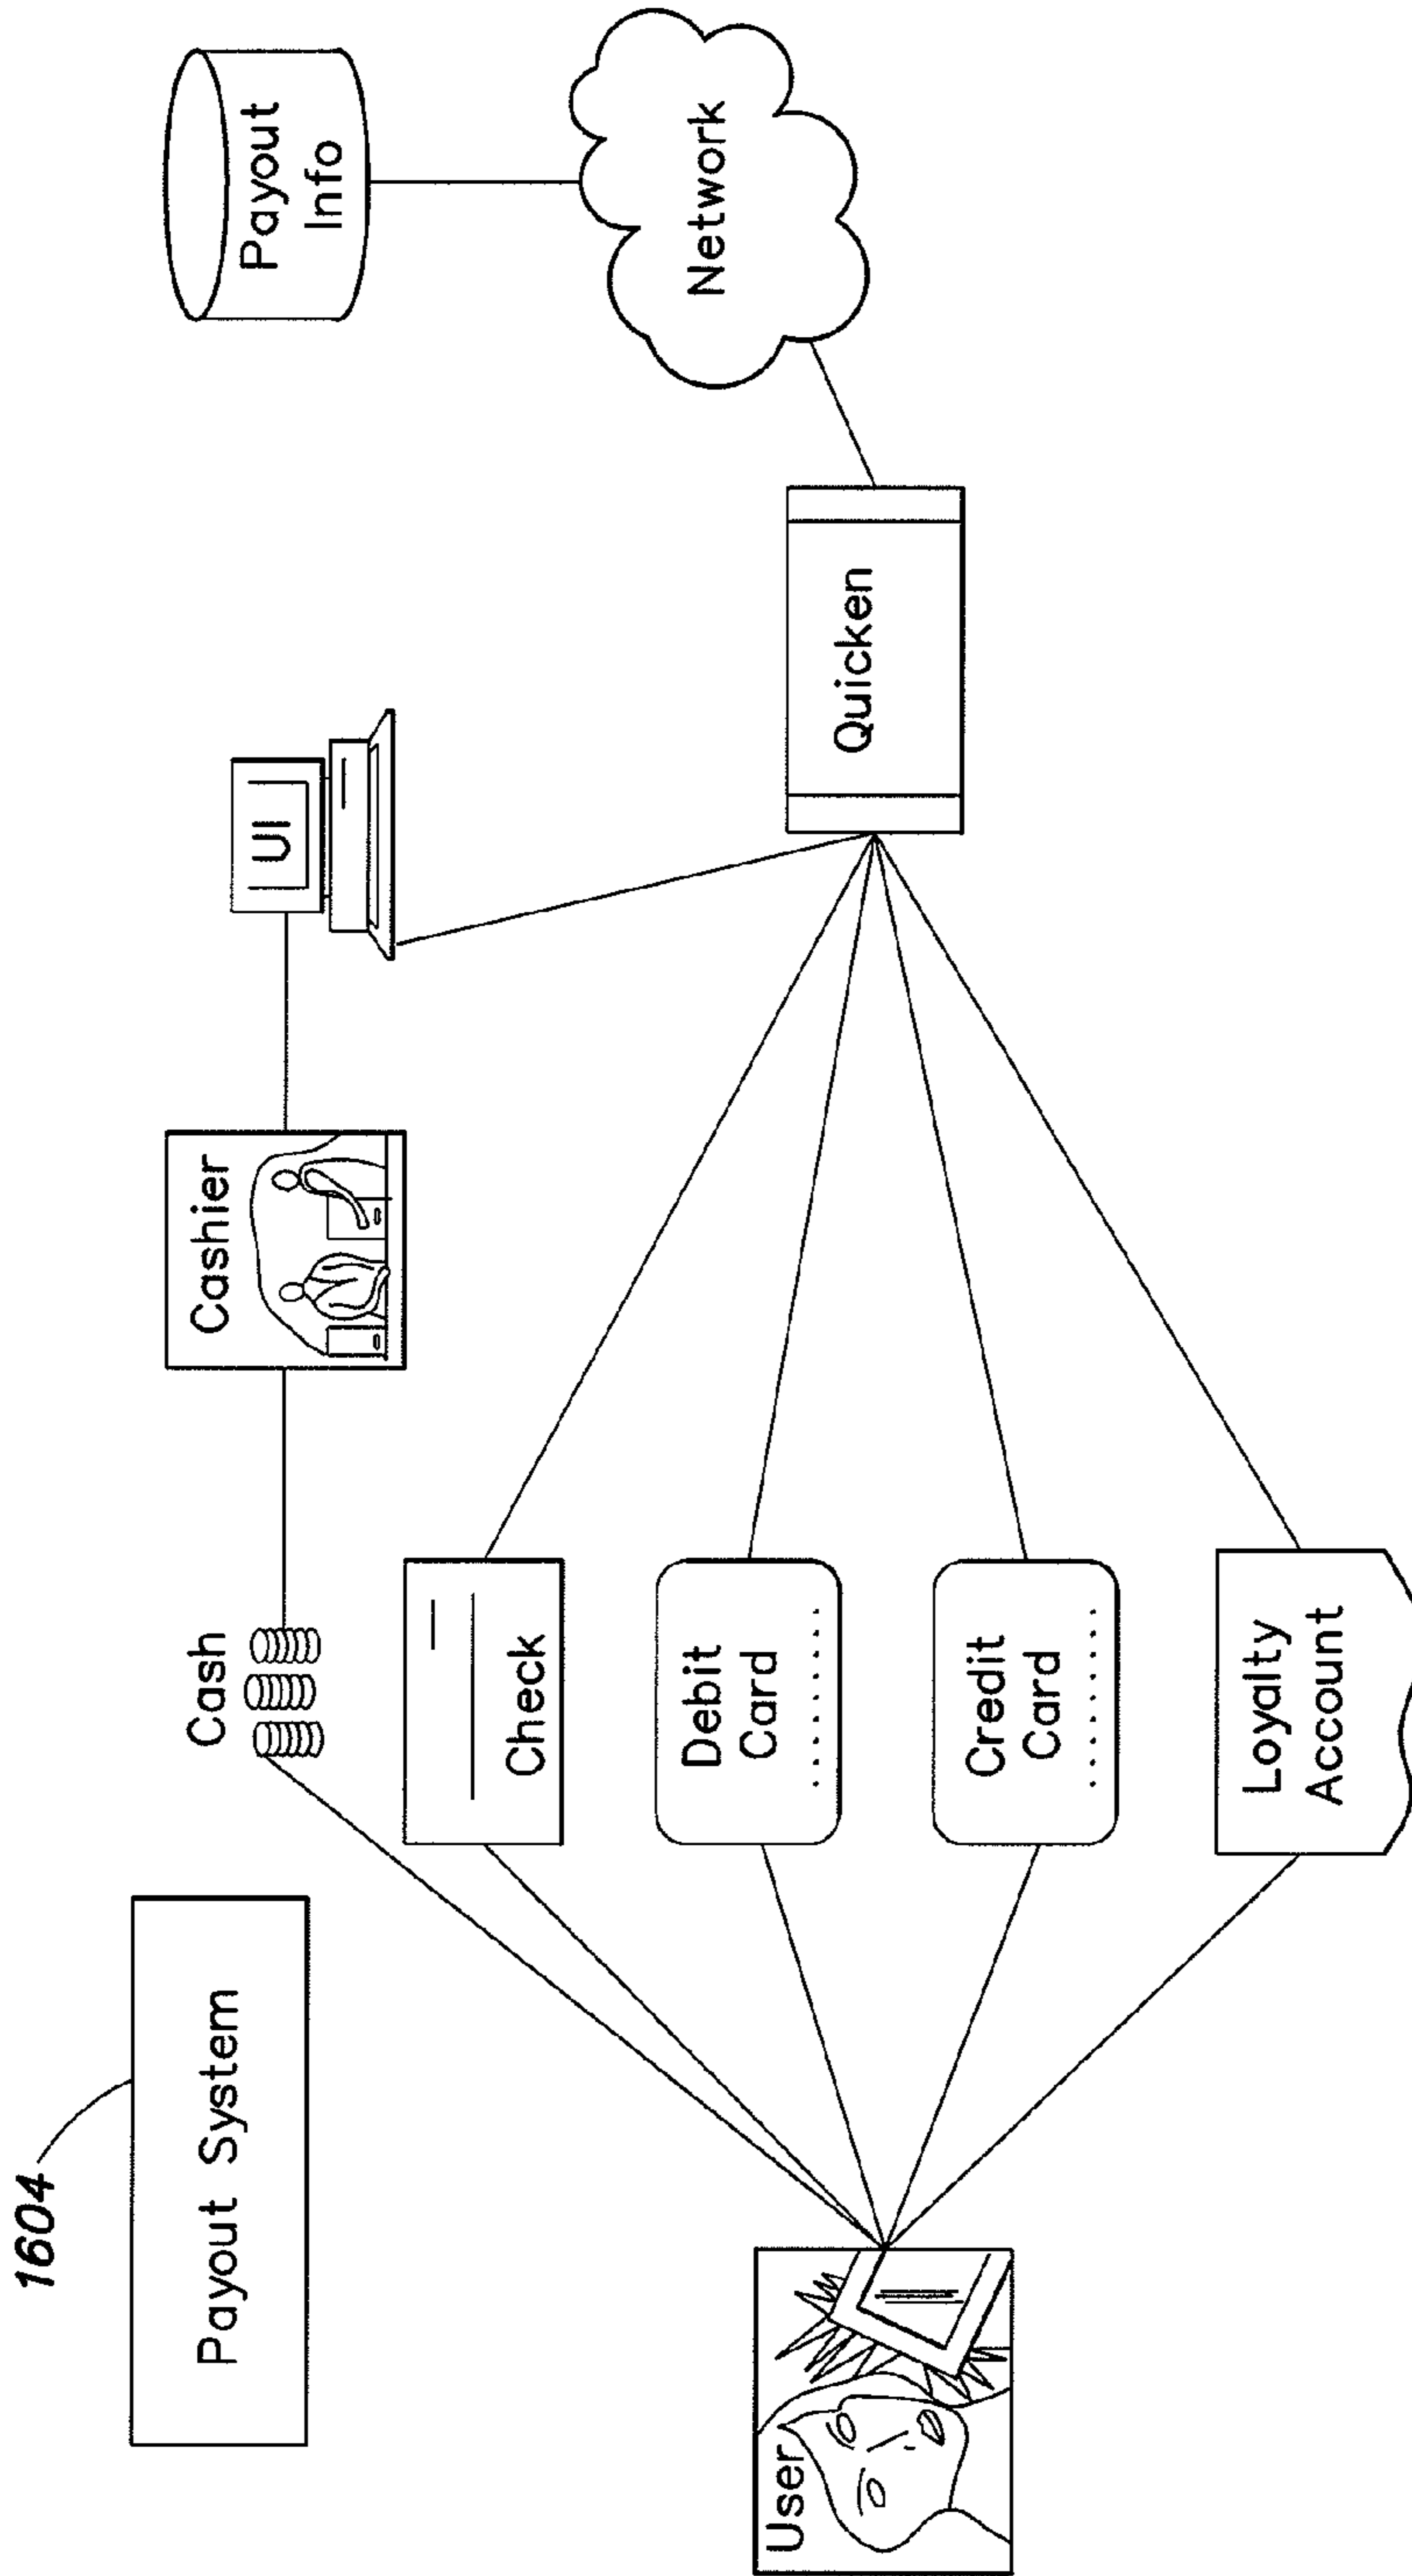 1604
Payout System
User
Cash
Check
Debit
Card
Credit
Card
Loyalty
Account
Cashier
UI
Quicken
Network
Payout
Info